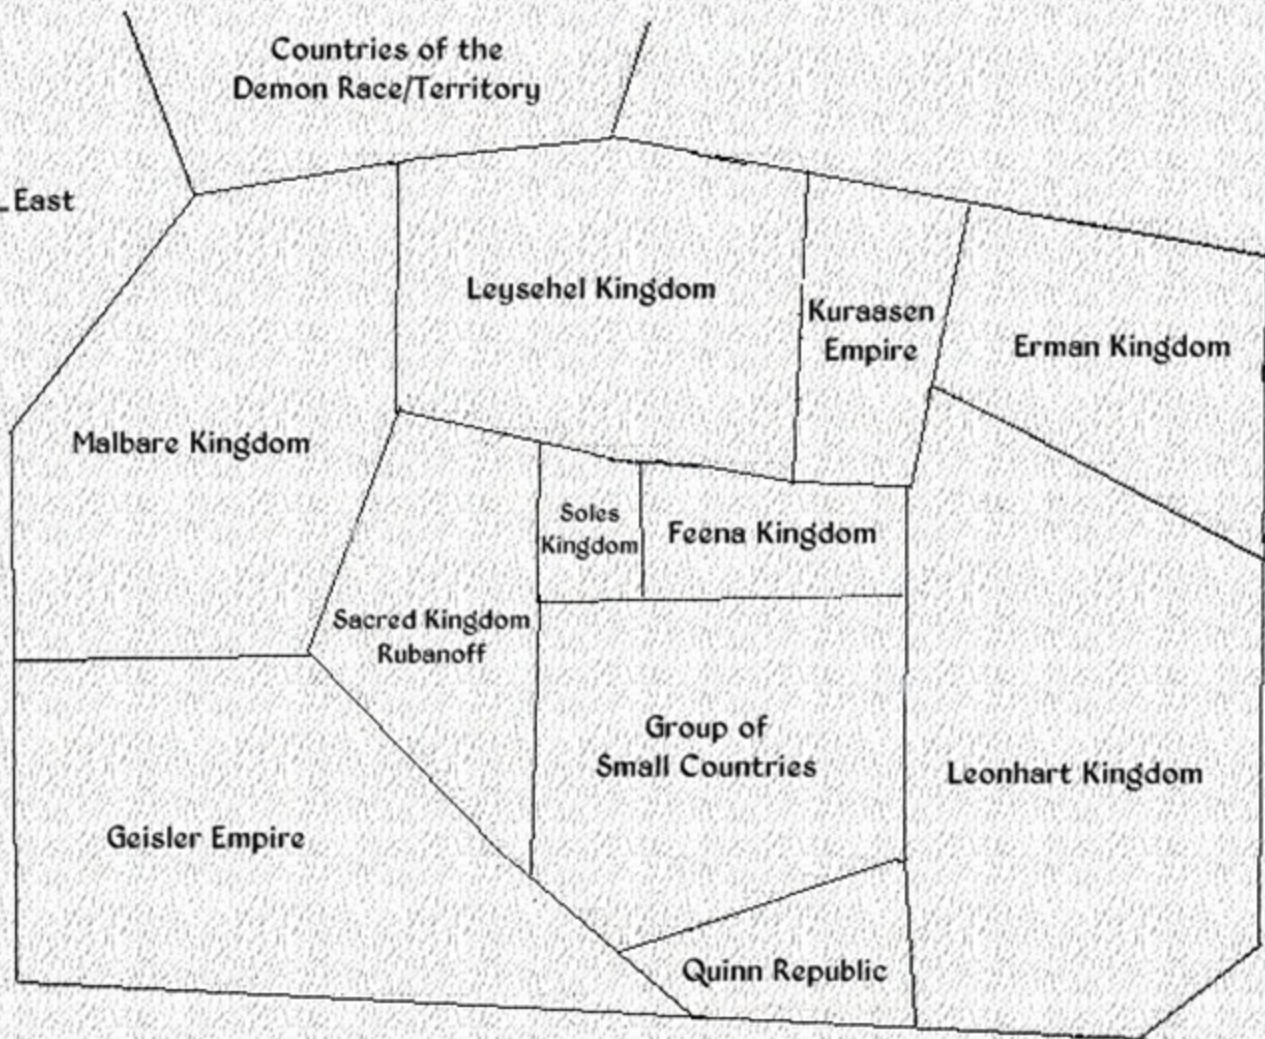 Countries of the
Demon Race/Territory
East
Leysehel Kingdom
Kuraasen
Empire
Erman Kingdom
Malbare Kingdom
Soles
Kingdom
Feena Kingdom
Sacred Kingdom
Rubanoff
Group of
Small Countries
Leonhart Kingdom
Geisler Empire
Quinn Republic